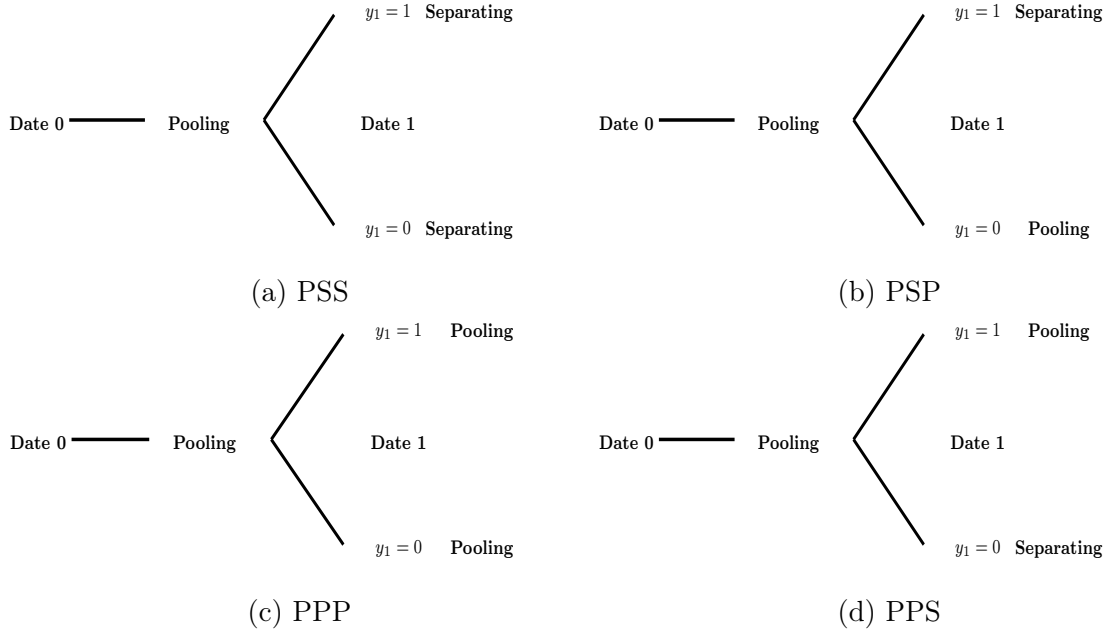 y₁ = 1 Separating
Date 0 Pooling Date 1
y₁ = 0 Separating
(a) PSS
y₁ = 1 Separating
Date 0 Pooling Date 1
y₁ = 0 Pooling
(b) PSP
y₁ = 1 Pooling
Date 0 Pooling Date 1
y₁ = 0 Pooling
(c) PPP
y₁ = 1 Pooling
Date 0 Pooling Date 1
y₁ = 0 Separating
(d) PPS